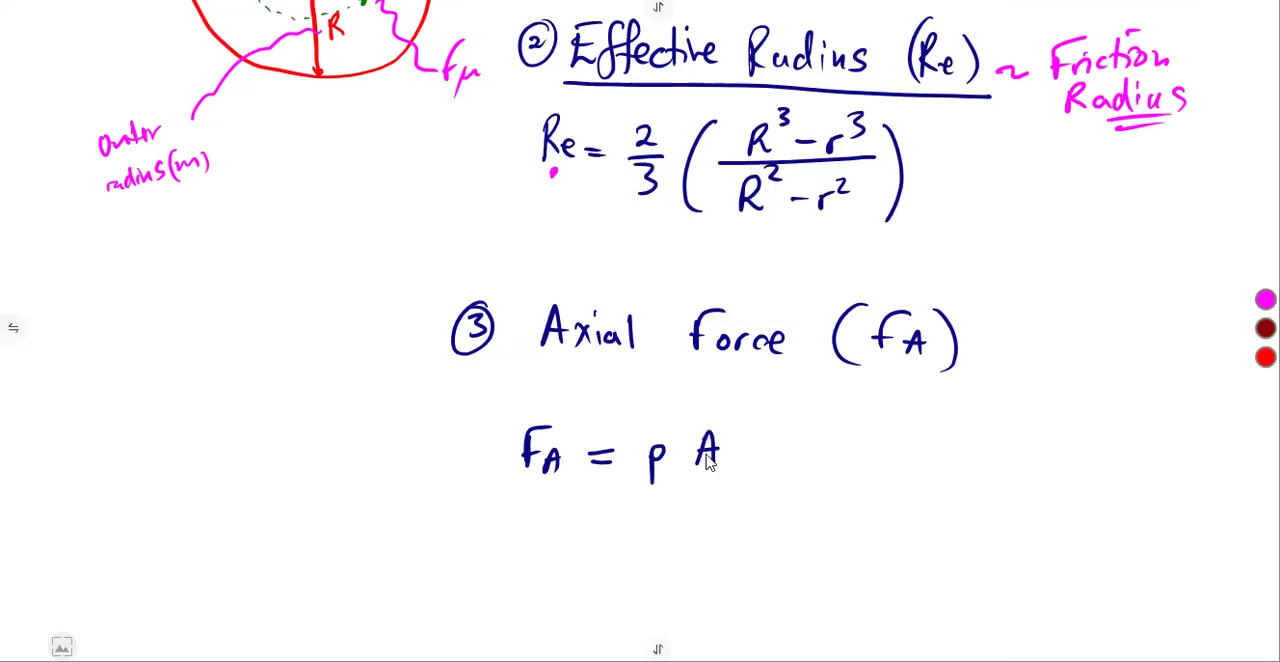 R
Fμ
outer
radius(m)
② Effective Radius (Re) ~ Friction
Radius
Re = 2/3 ( R³ - r³ / R² - r² )
③ Axial Force (FA)
FA = p A